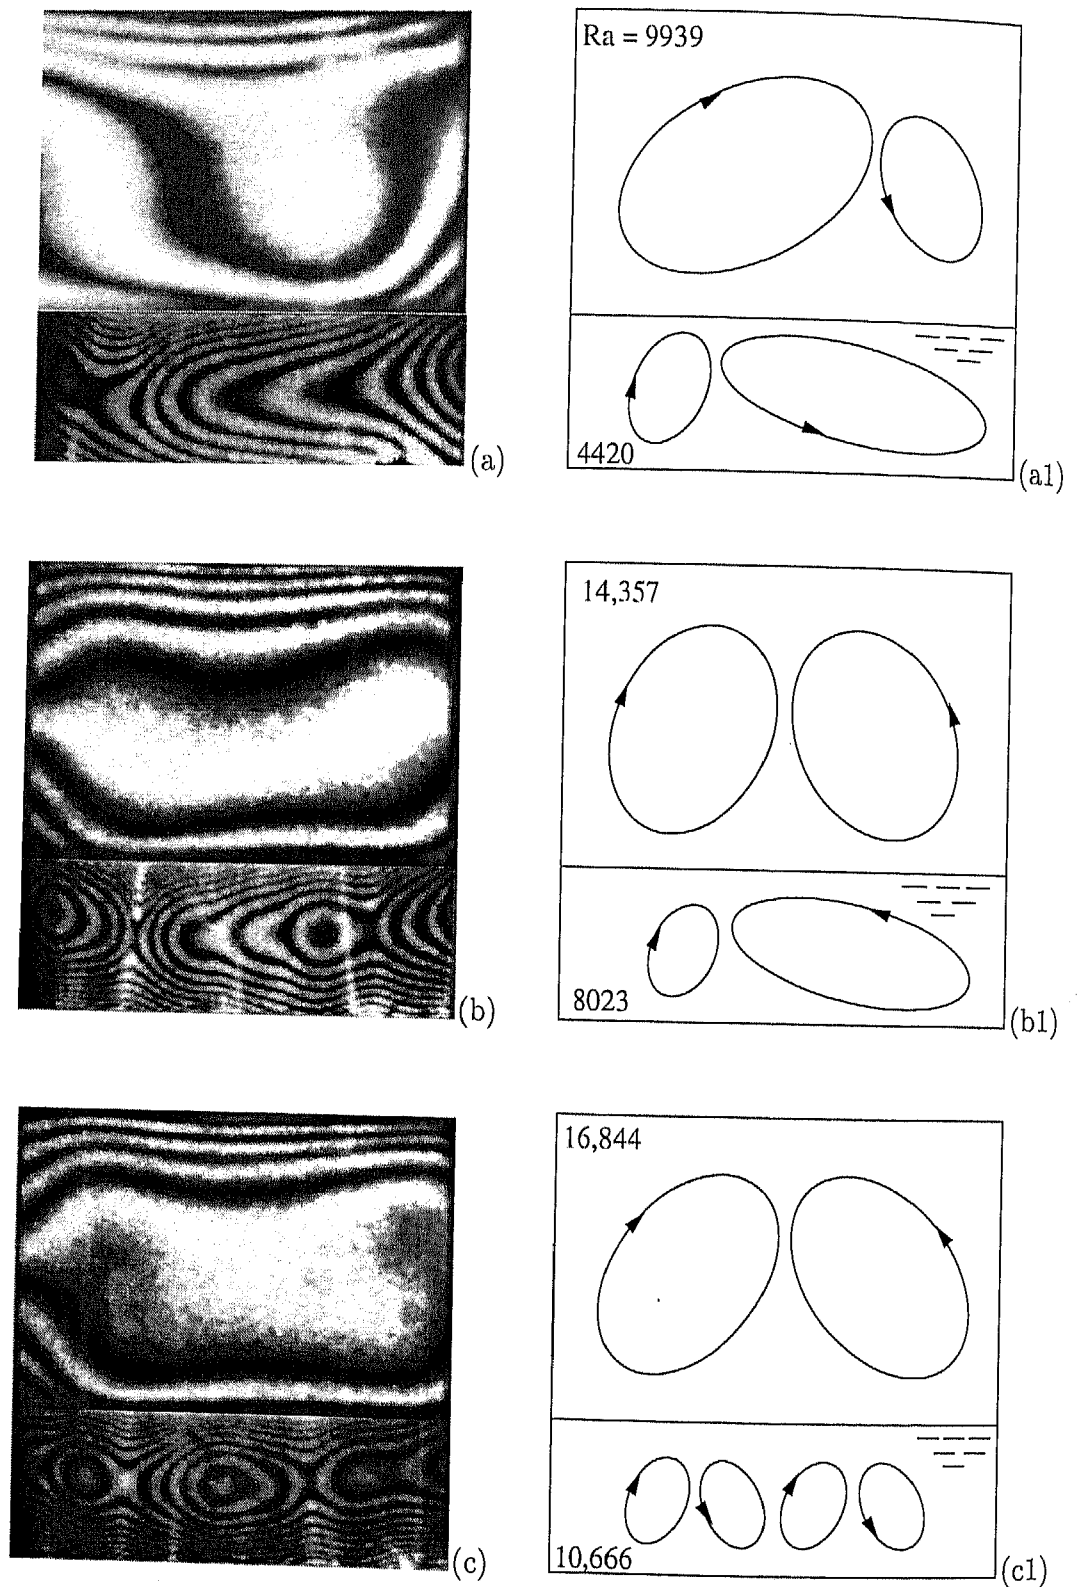 Ra = 9939
4420
(a)
(a1)
14,357
8023
(b)
(b1)
16,844
10,666
(c)
(c1)